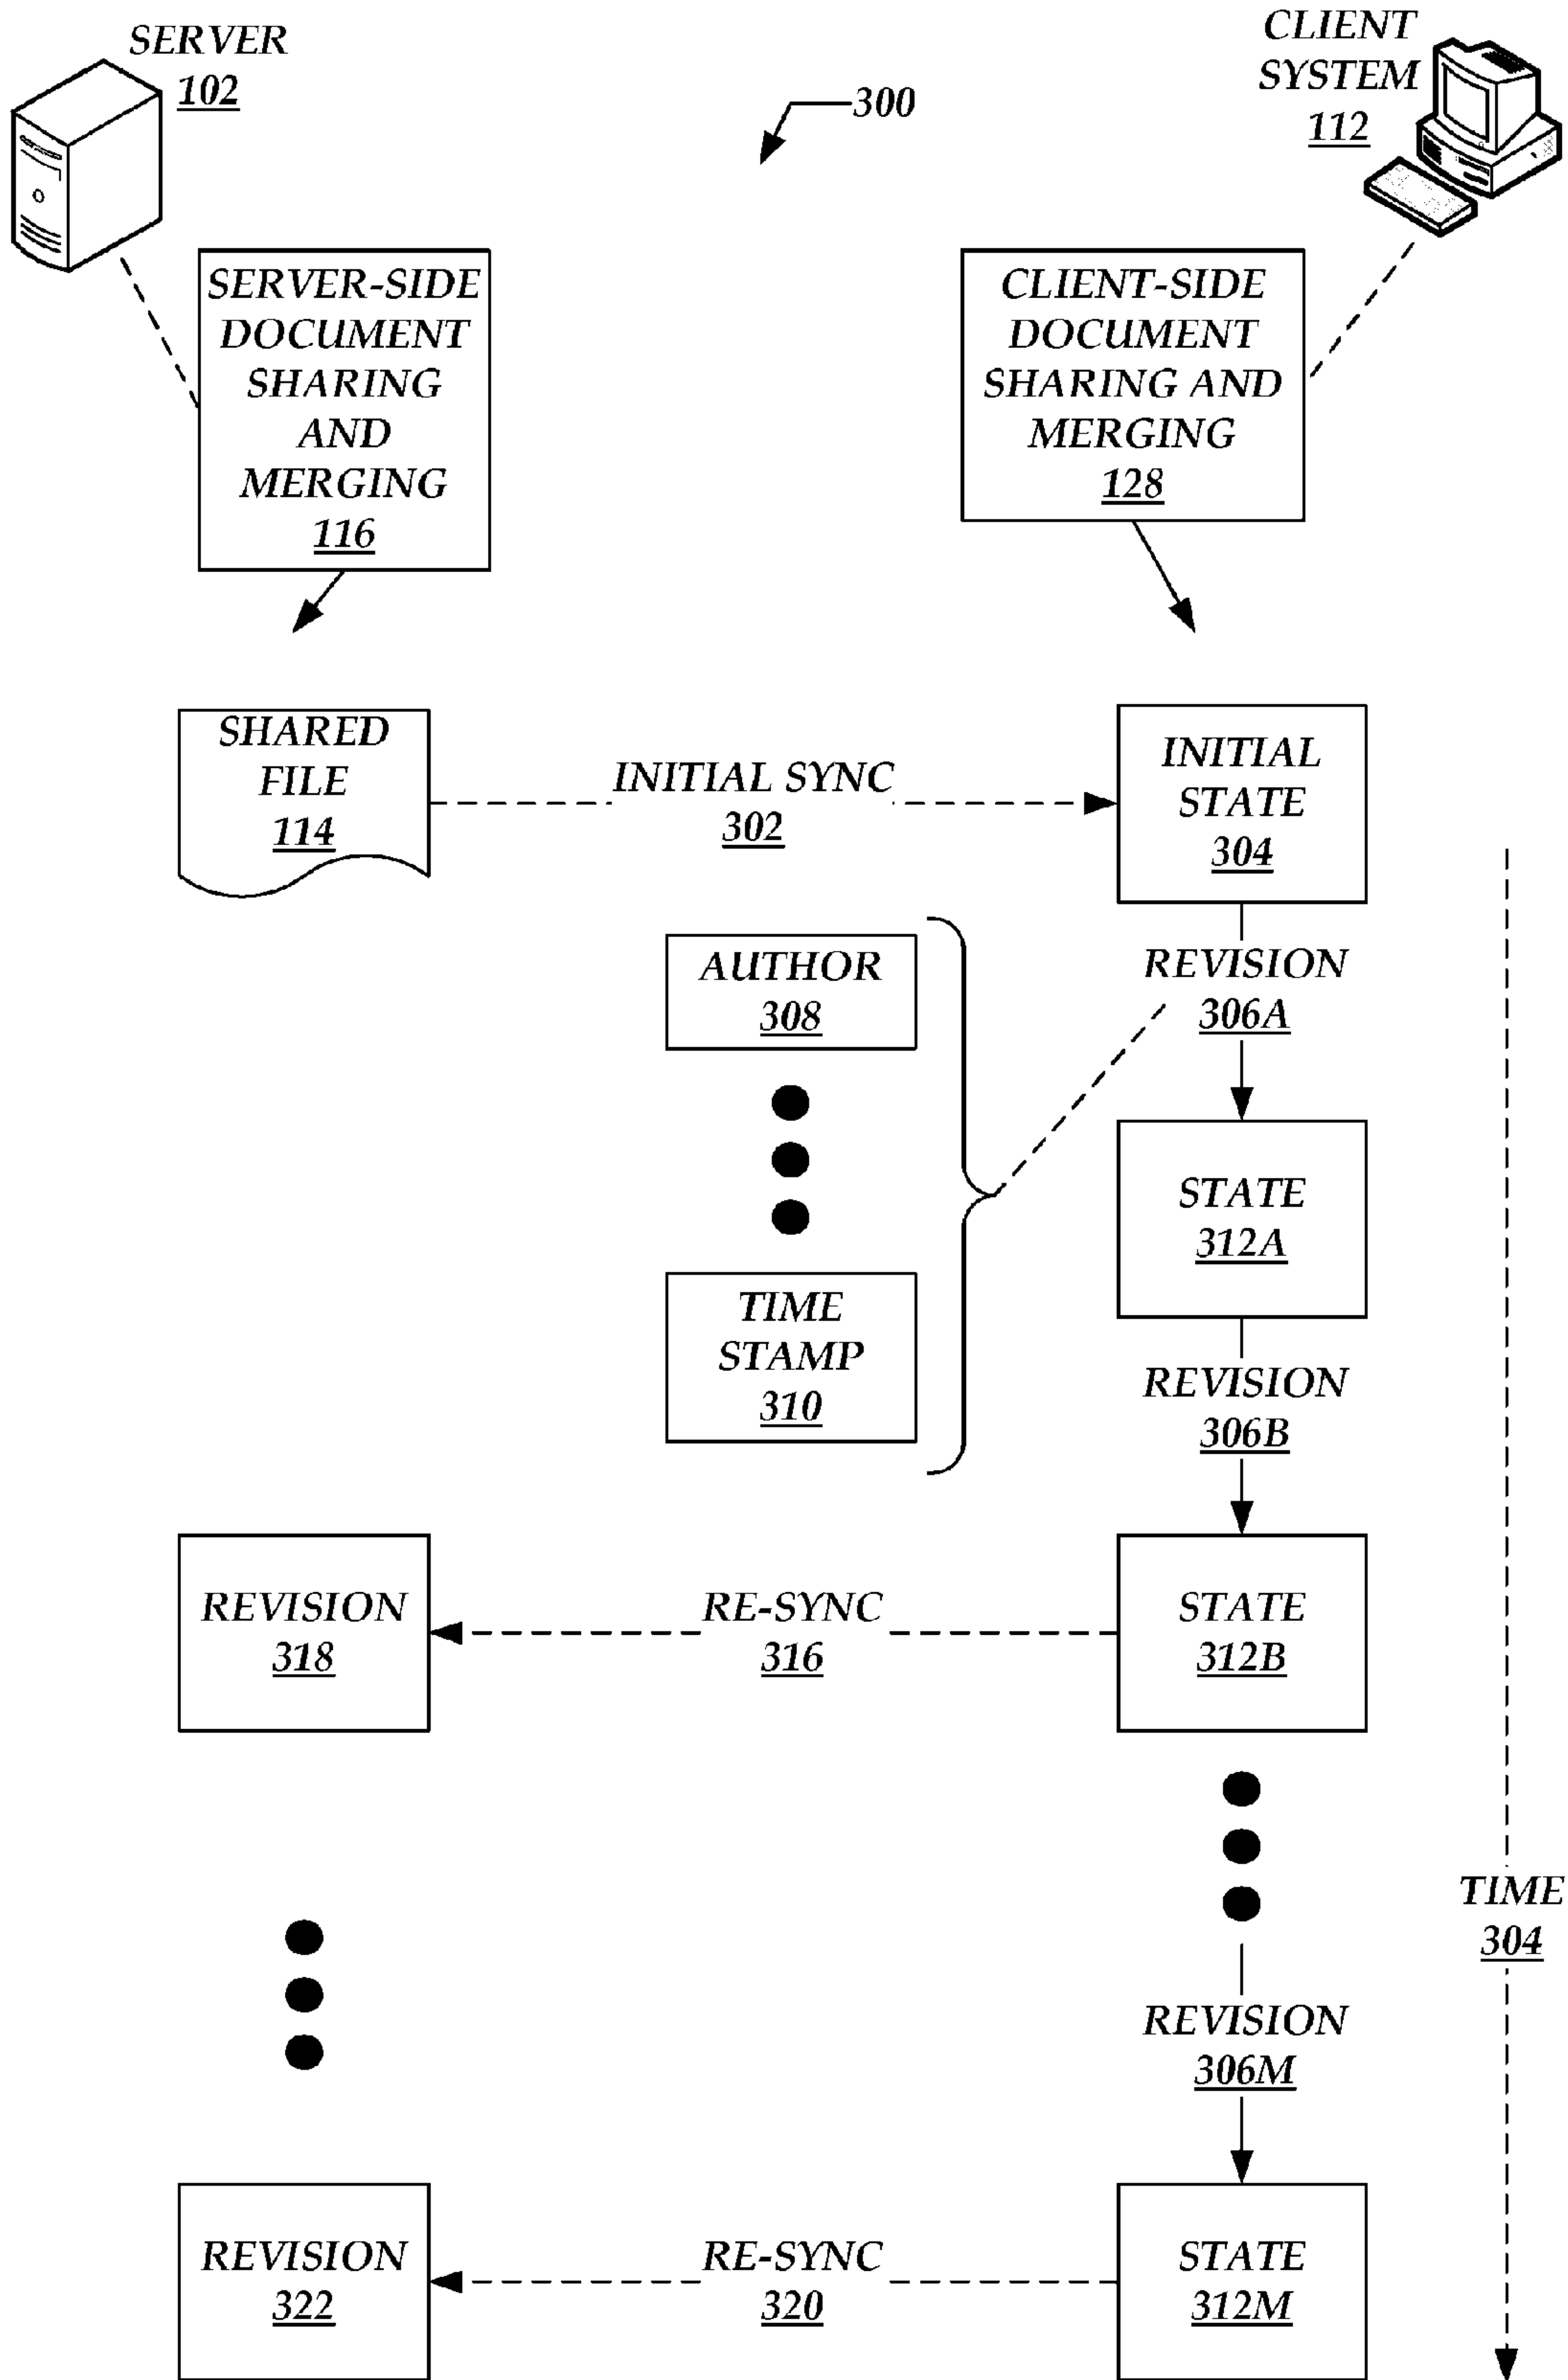 SERVER
102
CLIENT
SYSTEM
112
300
SERVER-SIDE
DOCUMENT
SHARING
AND
MERGING
116
CLIENT-SIDE
DOCUMENT
SHARING AND
MERGING
128
SHARED
FILE
114
INITIAL SYNC
302
INITIAL
STATE
304
REVISION
306A
AUTHOR
308
STATE
312A
TIME
STAMP
310
REVISION
306B
REVISION
318
RE-SYNC
316
STATE
312B
TIME
304
REVISION
306M
REVISION
322
RE-SYNC
320
STATE
312M